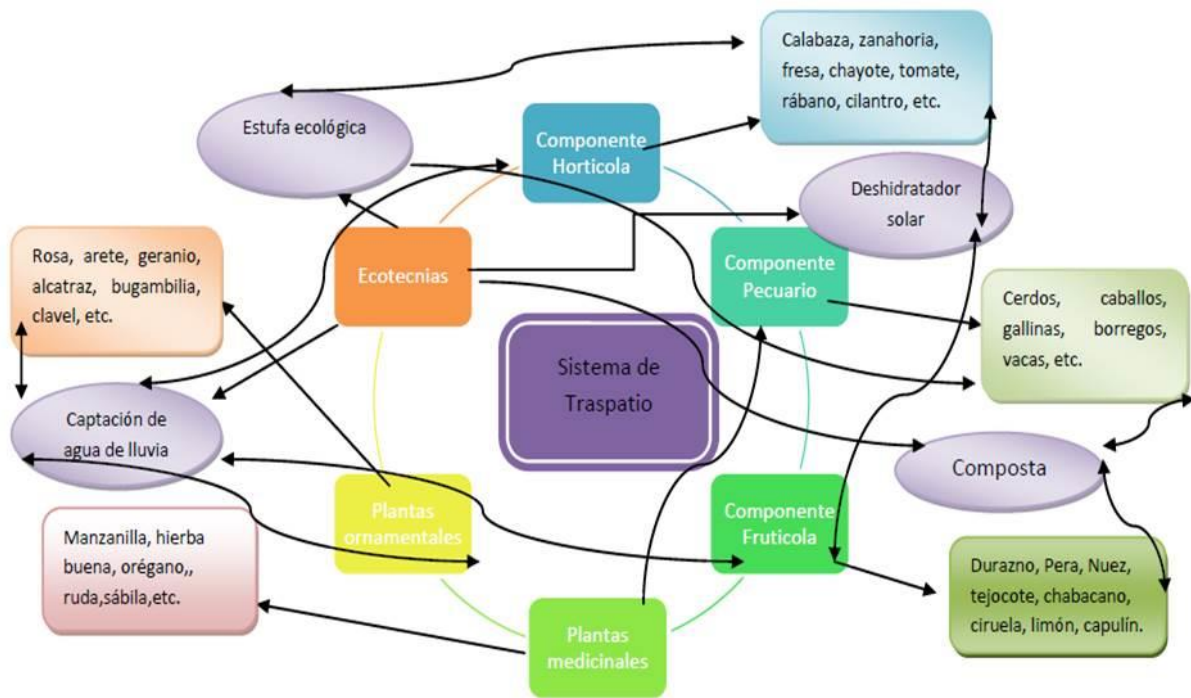 Calabaza, zanahoria,
fresa, chayote, tomate,
rábano, cilantro, etc.
Estufa ecológica
Componente
Horticola
Deshidratador
solar
Rosa, arete, geranio,
alcatraz, bugambilia,
clavel, etc.
Ecotecnias
Componente
Pecuario
Cerdos, caballos,
gallinas, borregos,
vacas, etc.
Sistema de
Traspatio
Captación de
agua de lluvia
Composta
Plantas
ornamentales
Componente
Fruticola
Manzanilla, hierba
buena, orégano,,
ruda,sábila,etc.
Durazno, Pera, Nuez,
tejocote, chabacano,
ciruela, limón, capulín.
Plantas
medicinales